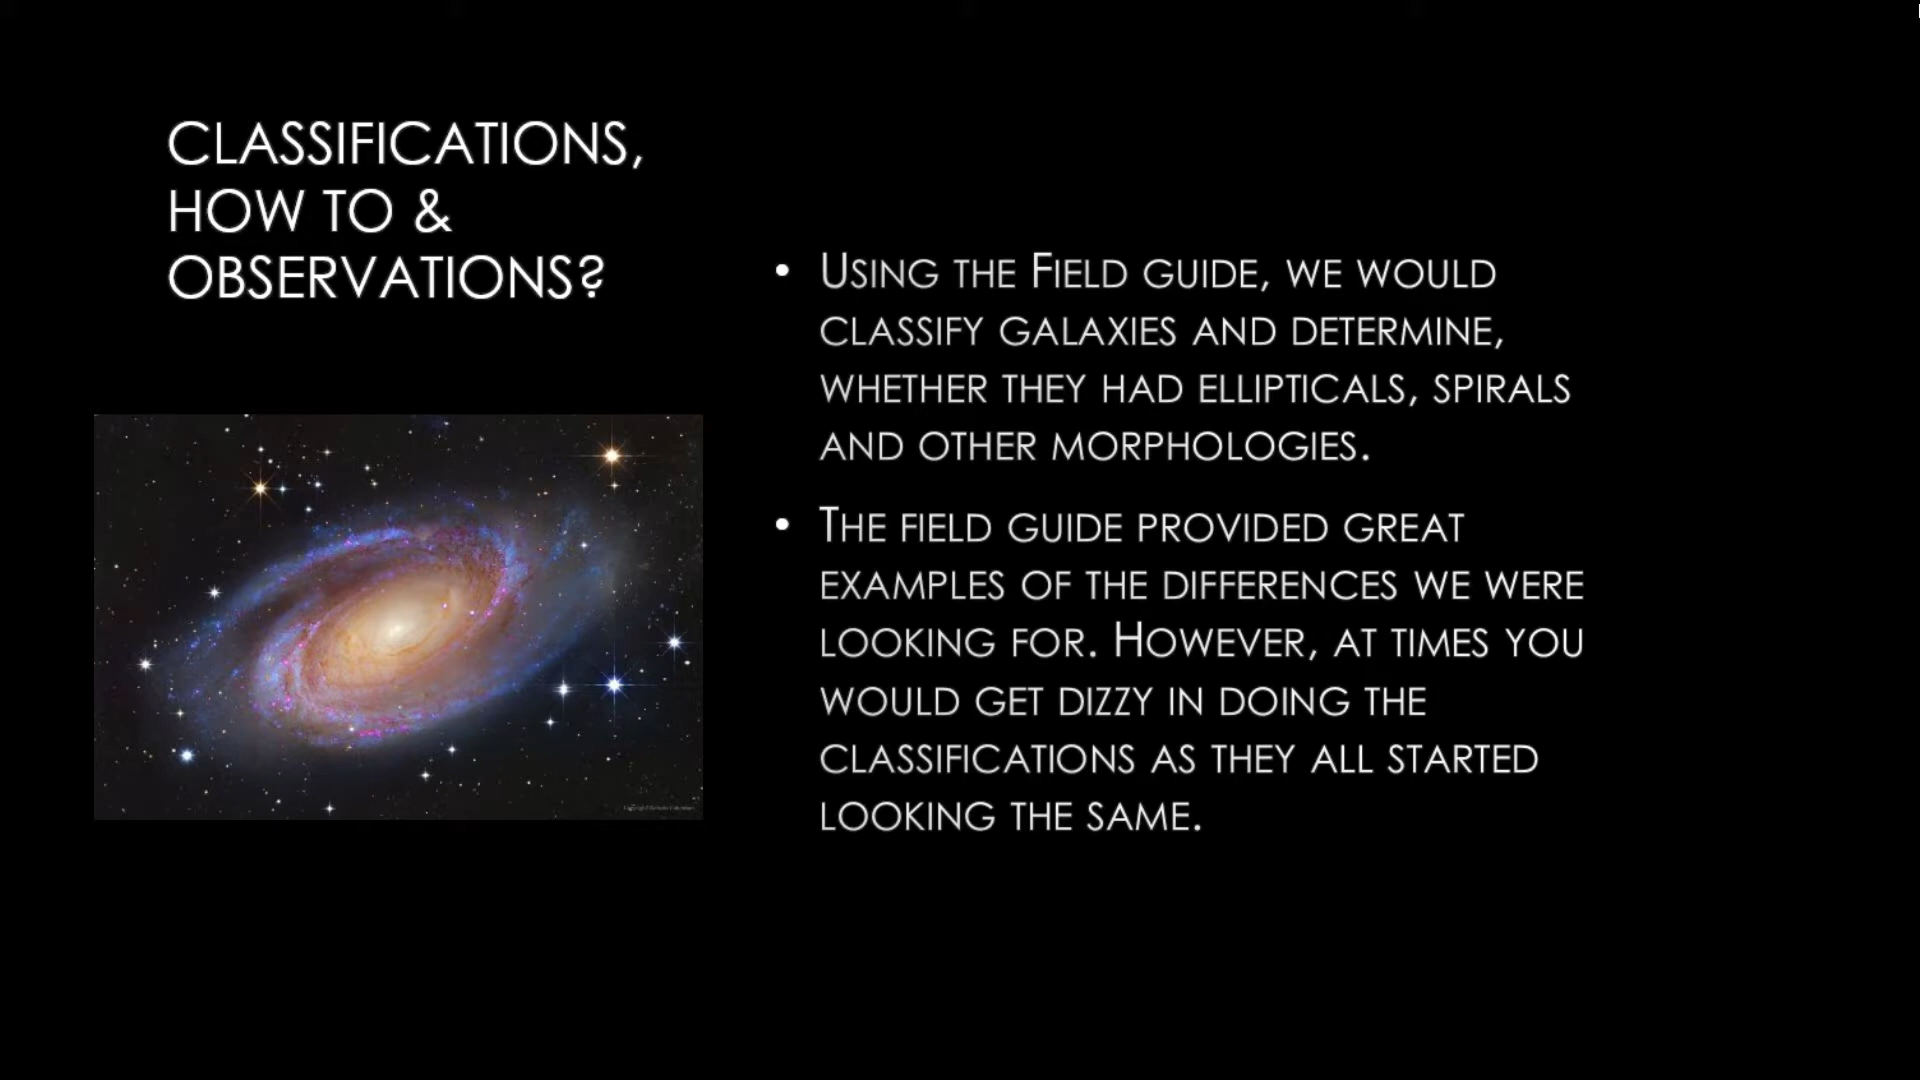 CLASSIFICATIONS,
HOW TO &
OBSERVATIONS?
• USING THE FIELD GUIDE, WE WOULD
CLASSIFY GALAXIES AND DETERMINE,
WHETHER THEY HAD ELLIPTICALS, SPIRALS
AND OTHER MORPHOLOGIES.
• THE FIELD GUIDE PROVIDED GREAT
EXAMPLES OF THE DIFFERENCES WE WERE
LOOKING FOR. HOWEVER, AT TIMES YOU
WOULD GET DIZZY IN DOING THE
CLASSIFICATIONS AS THEY ALL STARTED
LOOKING THE SAME.